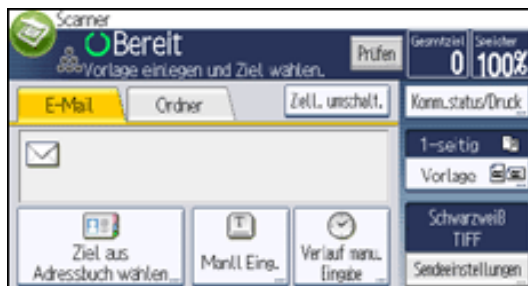 Scanner
Bereit
Vorlage einlegen und Ziel wählen.
Prüfen
Gesamtziel
0
Speicher
100%
E-Mail
Ordner
Zell. umschalt.
Komm.status/Druck
1-seitig
Vorlage
Ziel aus
Adressbuch wählen
Manll Eing.
Verlauf manu.
Eingabe
Schwarzweiß
TIFF
Sendeeinstellungen